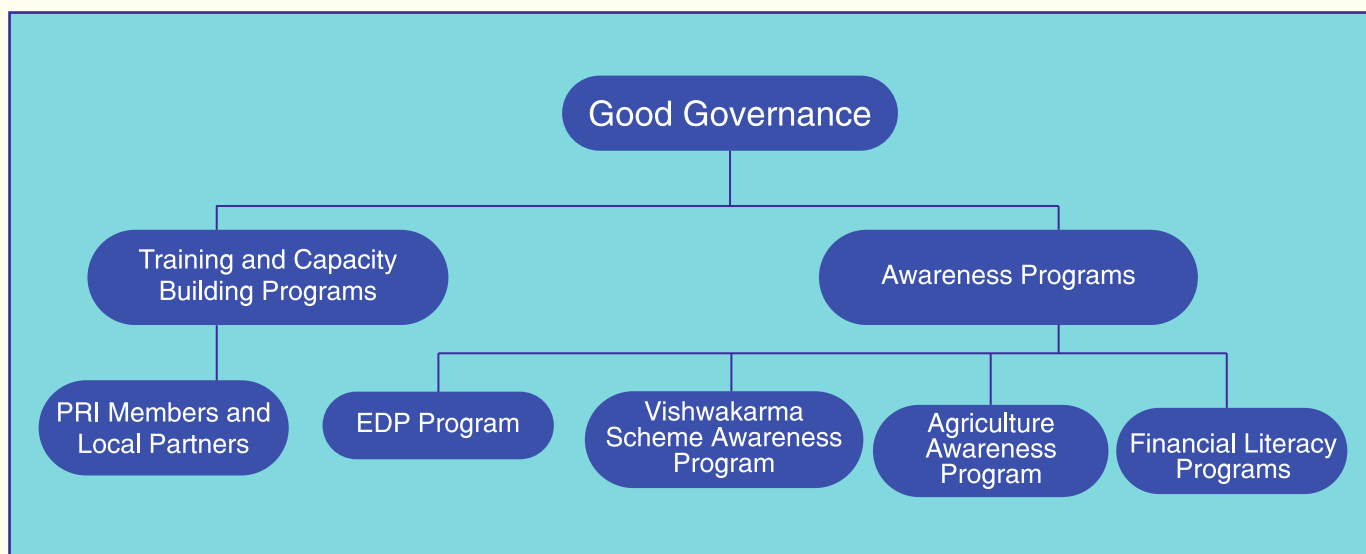 Good Governance
Training and Capacity
Building Programs
Awareness Programs
PRI Members and
Local Partners
EDP Program
Vishwakarma
Scheme Awareness
Program
Agriculture
Awareness
Program
Financial Literacy
Programs